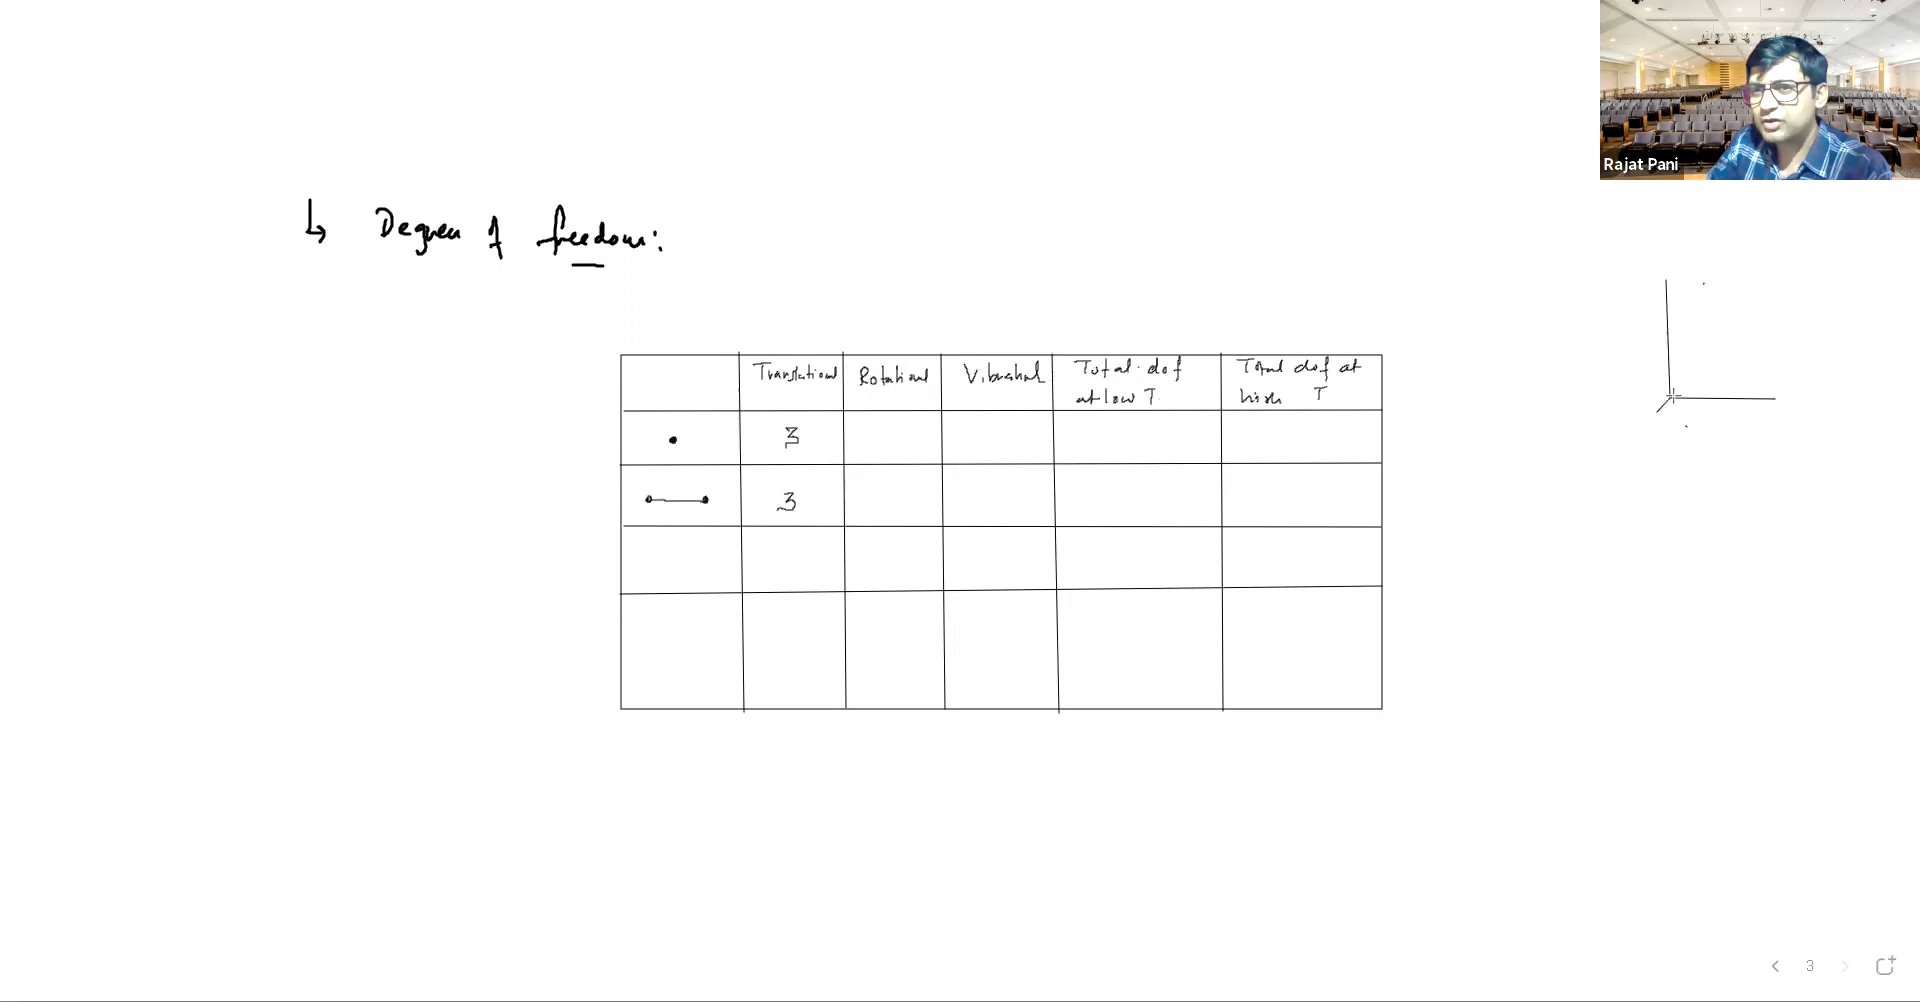 Rajat Pani
↳ Degree of freedom:
Translational Rotational Vibrational Total dof at low T. Total dof at high T
3
3
3